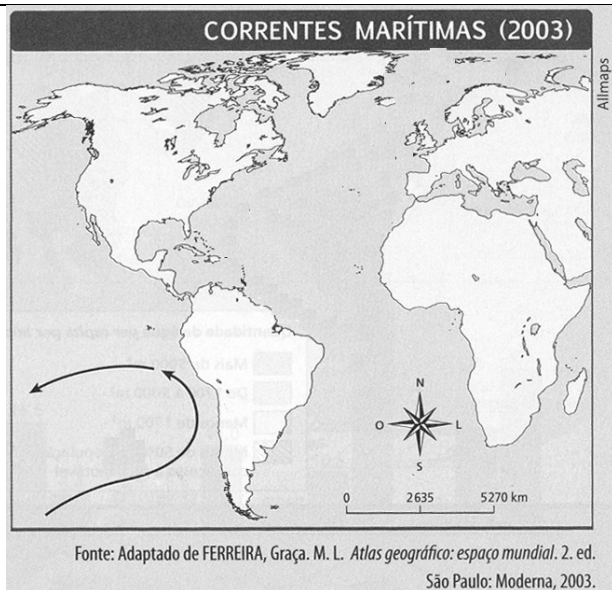 CORRENTES MARÍTIMAS (2003)
Allmaps
N
O
L
S
0 2635 5270 km
Fonte: Adaptado de FERREIRA, Graça. M. L. Atlas geográfico: espaço mundial. 2. ed.
São Paulo: Moderna, 2003.